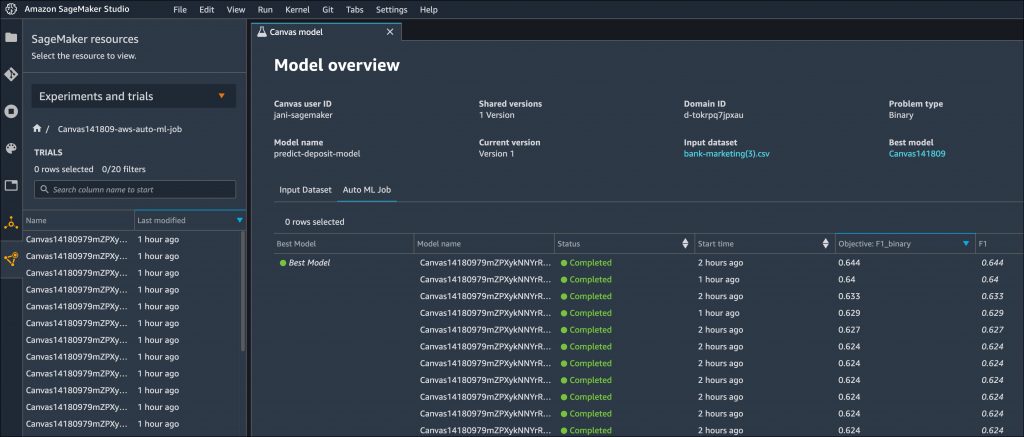 Amazon SageMaker Studio File Edit View Run Kernel Git Tabs Settings Help
SageMaker resources
Select the resource to view.
Experiments and trials
/ Canvas141809-aws-auto-ml-job
TRIALS
0 rows selected 0/20 filters
Search column name to start
Name Last modified
Canvas14180979mZPXy... 1 hour ago
Canvas14180979mZPXy... 1 hour ago
Canvas14180979mZPXy... 1 hour ago
Canvas14180979mZPXy... 1 hour ago
Canvas14180979mZPXy... 1 hour ago
Canvas14180979mZPXy... 1 hour ago
Canvas14180979mZPXy... 1 hour ago
Canvas14180979mZPXy... 1 hour ago
Canvas14180979mZPXy... 1 hour ago
Canvas14180979mZPXy... 1 hour ago
Canvas14180979mZPXy... 1 hour ago
Canvas14180979mZPXy... 1 hour ago
Canvas model
Model overview
Canvas user ID Shared versions Domain ID Problem type
jani-sagemaker 1 Version d-tokrpq7jpxau Binary
Model name Current version Input dataset Best model
predict-deposit-model Version 1 bank-marketing(3).csv Canvas141809
Input Dataset Auto ML Job
0 rows selected
Best Model Model name Status Start time Objective: F1_binary F1
Best Model Canvas14180979mZPXykNNYrR... Completed 2 hours ago 0.644 0.644
Canvas14180979mZPXykNNYrR... Completed 1 hour ago 0.64 0.64
Canvas14180979mZPXykNNYrR... Completed 2 hours ago 0.633 0.633
Canvas14180979mZPXykNNYrR... Completed 1 hour ago 0.629 0.629
Canvas14180979mZPXykNNYrR... Completed 2 hours ago 0.627 0.627
Canvas14180979mZPXykNNYrR... Completed 2 hours ago 0.624 0.624
Canvas14180979mZPXykNNYrR... Completed 2 hours ago 0.624 0.624
Canvas14180979mZPXykNNYrR... Completed 2 hours ago 0.624 0.624
Canvas14180979mZPXykNNYrR... Completed 2 hours ago 0.624 0.624
Canvas14180979mZPXykNNYrR... Completed 2 hours ago 0.624 0.624
Canvas14180979mZPXykNNYrR... Completed 2 hours ago 0.624 0.624